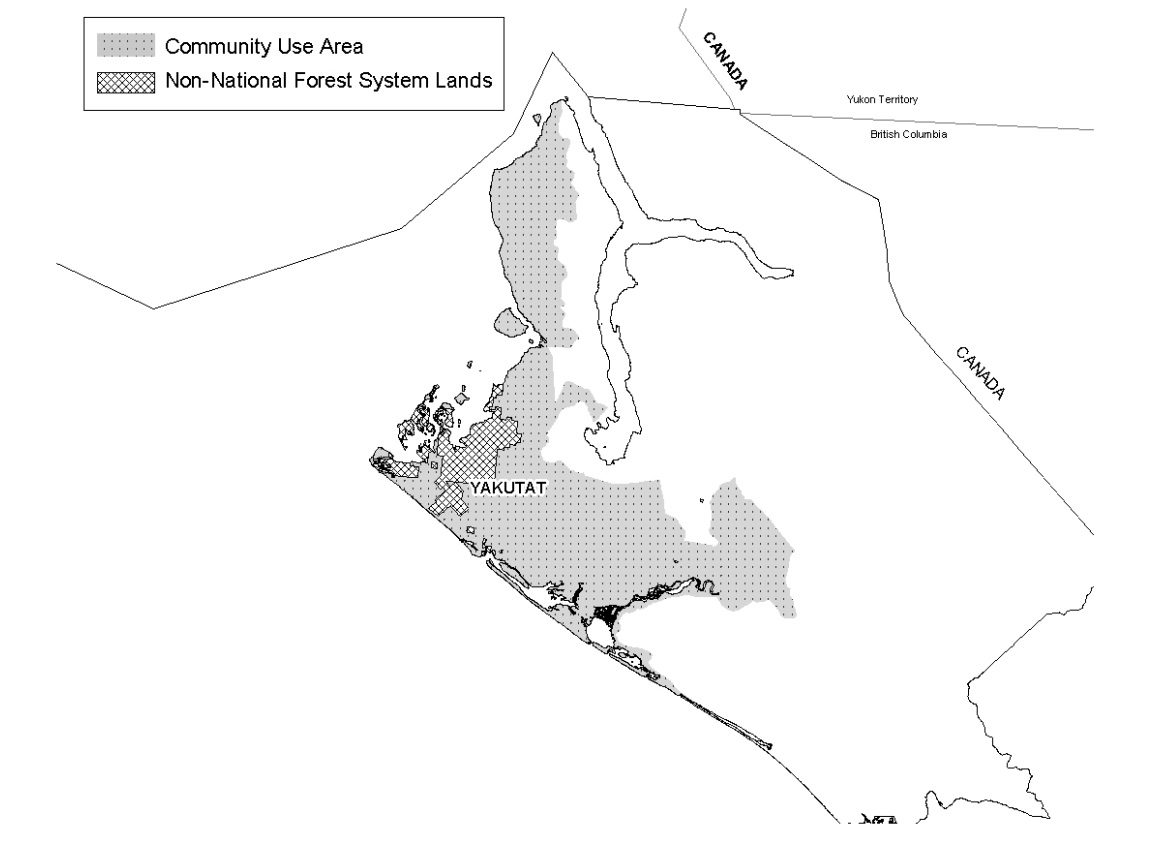 Community Use Area
Non-National Forest System Lands
CANADA
Yukon Territory
British Columbia
CANADA
YAKUTAT